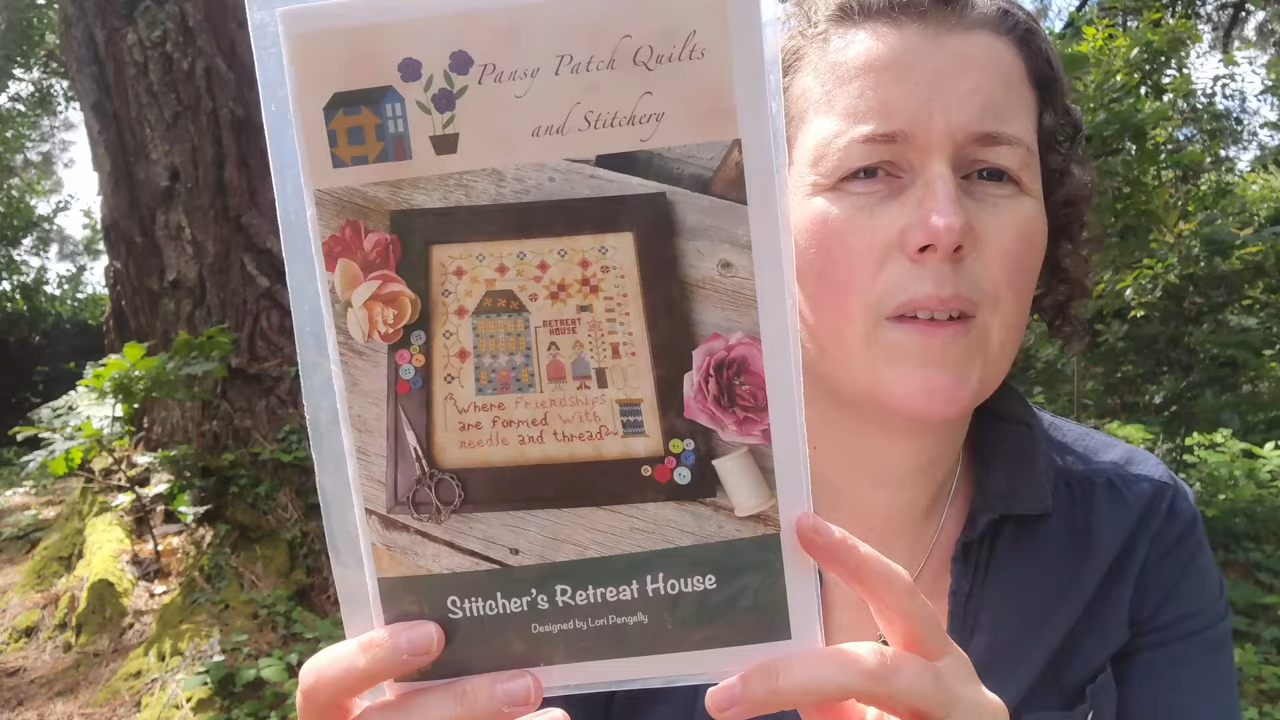 Pansy Patch Quilts
and Stitchery
RETREAT
HOUSE
Where friendships
are formed with
needle and thread
Stitcher's Retreat House
Designed by Lori Pengelly